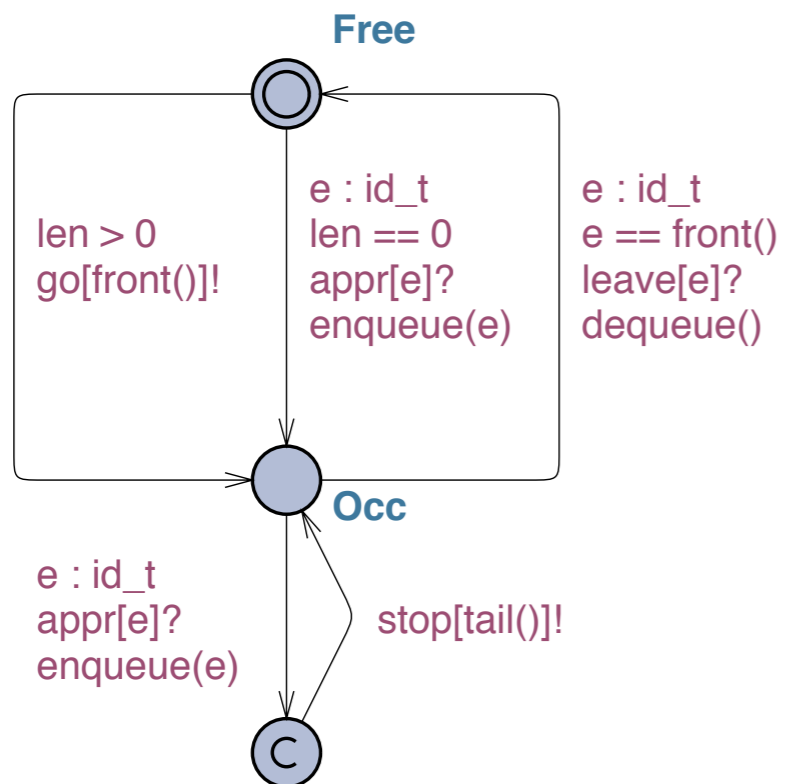 Free
len > 0
go[front()]!
e : id_t
len == 0
appr[e]?
enqueue(e)
e : id_t
e == front()
leave[e]?
dequeue()
Occ
e : id_t
appr[e]?
enqueue(e)
stop[tail()]!
C